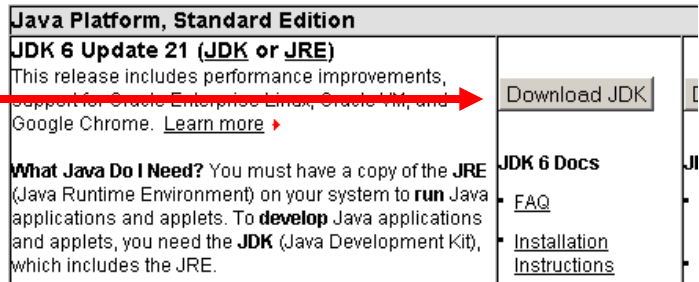 Java Platform, Standard Edition
JDK 6 Update 21 (JDK or JRE)
This release includes performance improvements,
support for Oracle Enterprise Linux, Oracle VM, and
Google Chrome. Learn more
What Java Do I Need? You must have a copy of the JRE
(Java Runtime Environment) on your system to run Java
applications and applets. To develop Java applications
and applets, you need the JDK (Java Development Kit),
which includes the JRE.
Download JDK
JDK 6 Docs
▪ FAQ
▪ Installation
Instructions